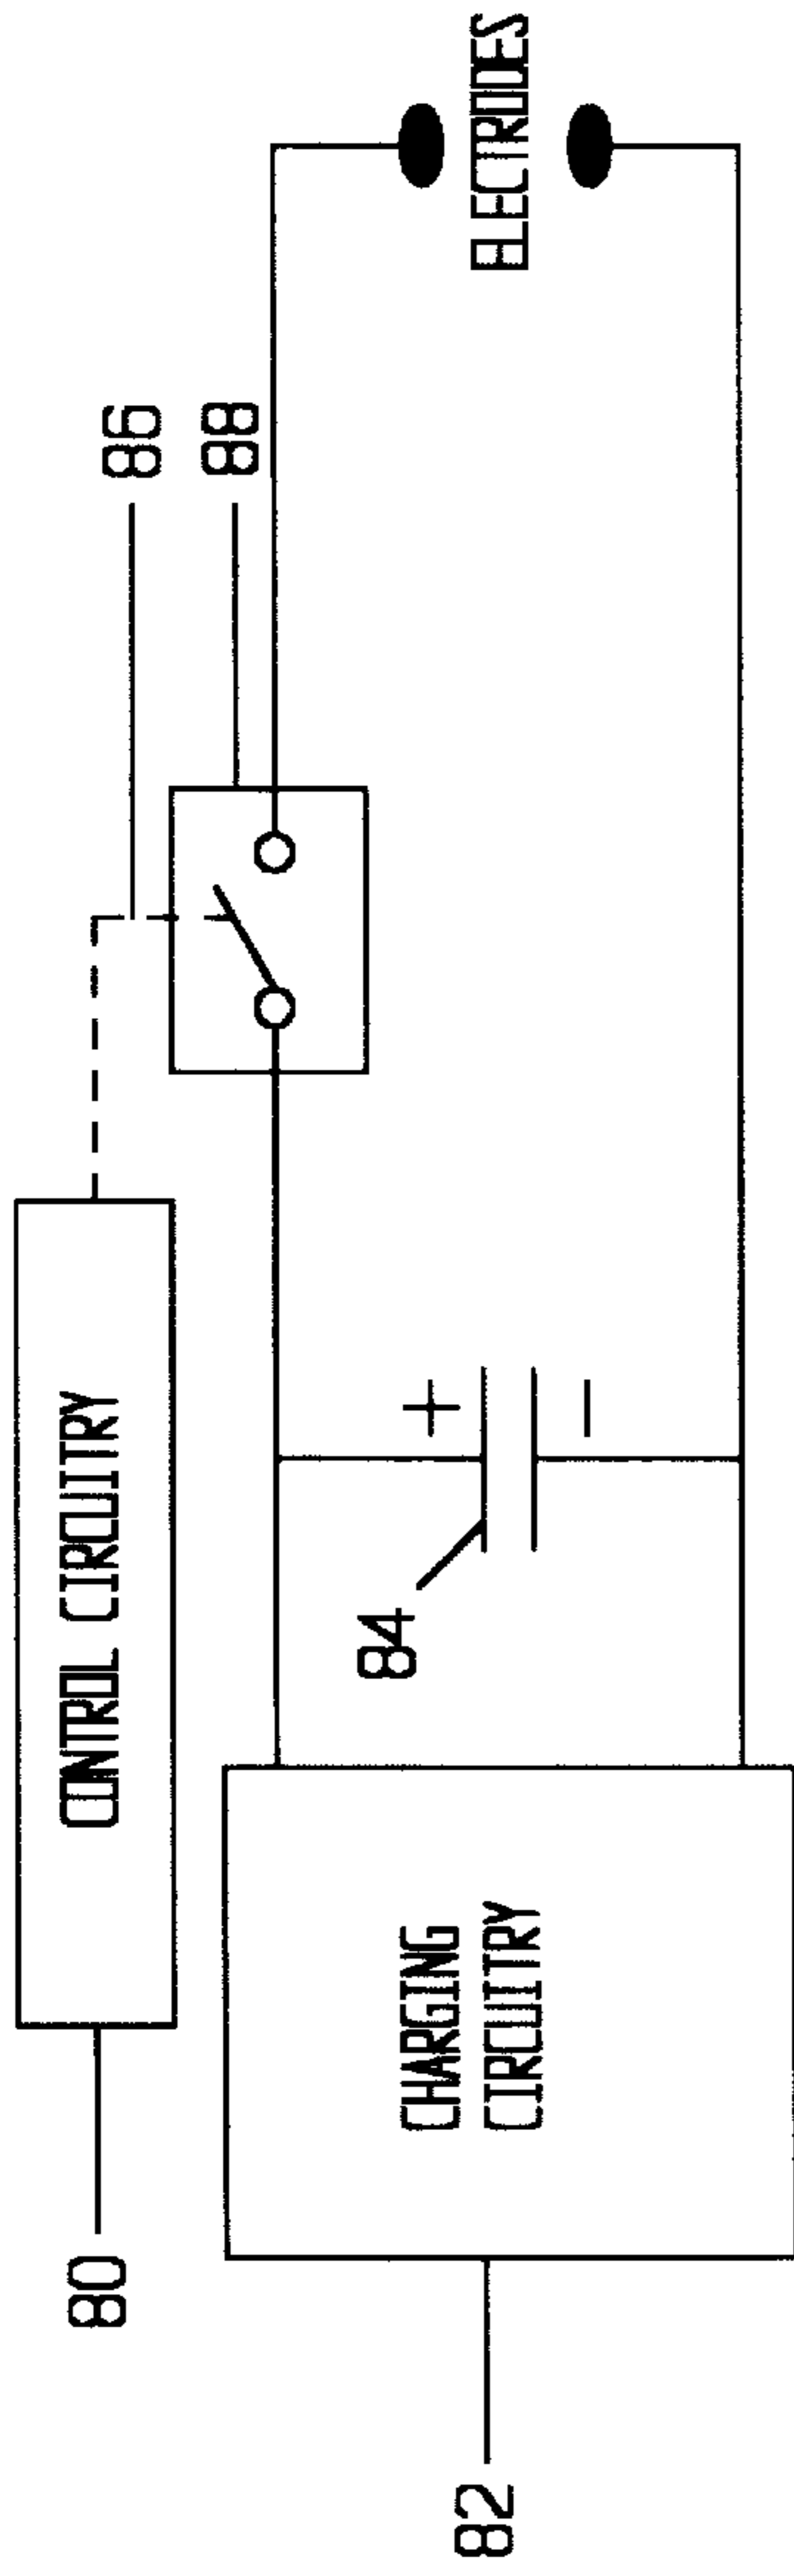 80
CONTROL CIRCUITRY
86
88
82
CHARGING
CIRCUITRY
84
+
−
ELECTRODES